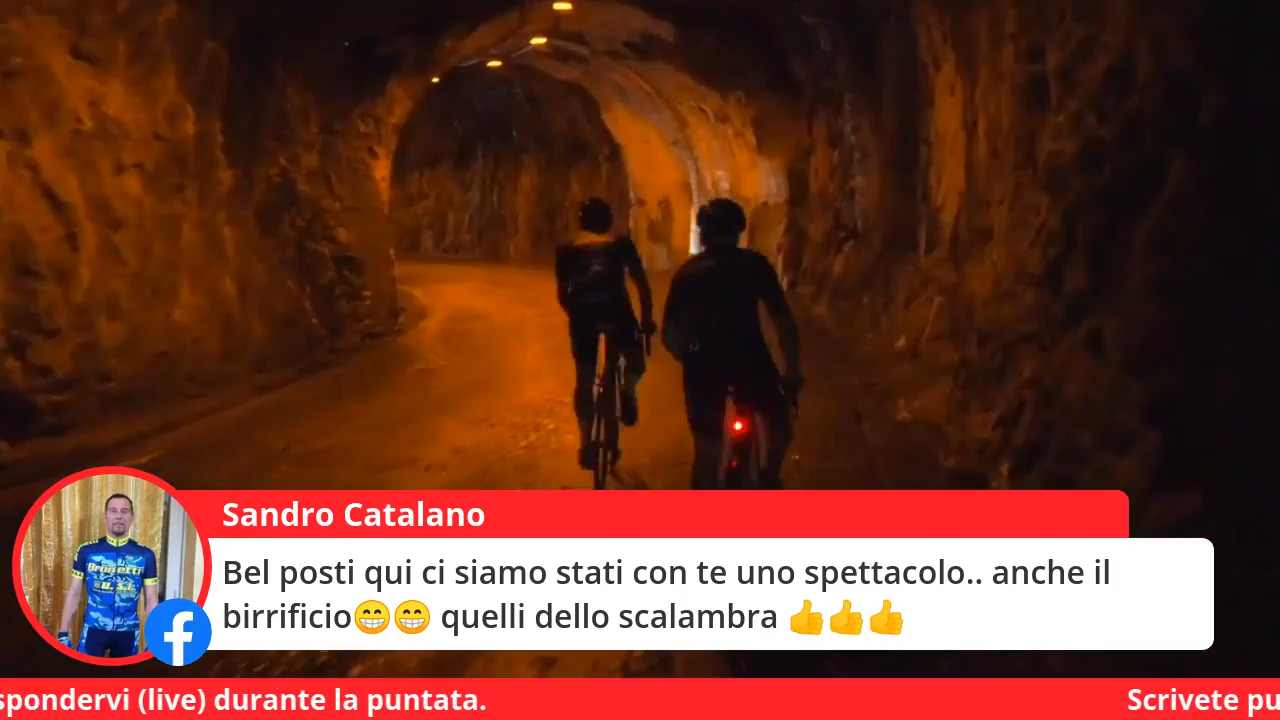 Sandro Catalano
Bel posti qui ci siamo stati con te uno spettacolo.. anche il
birrificio😁😁 quelli dello scalambra 👍👍👍
Brunetti
spondervi (live) durante la puntata.
Scrivete pu